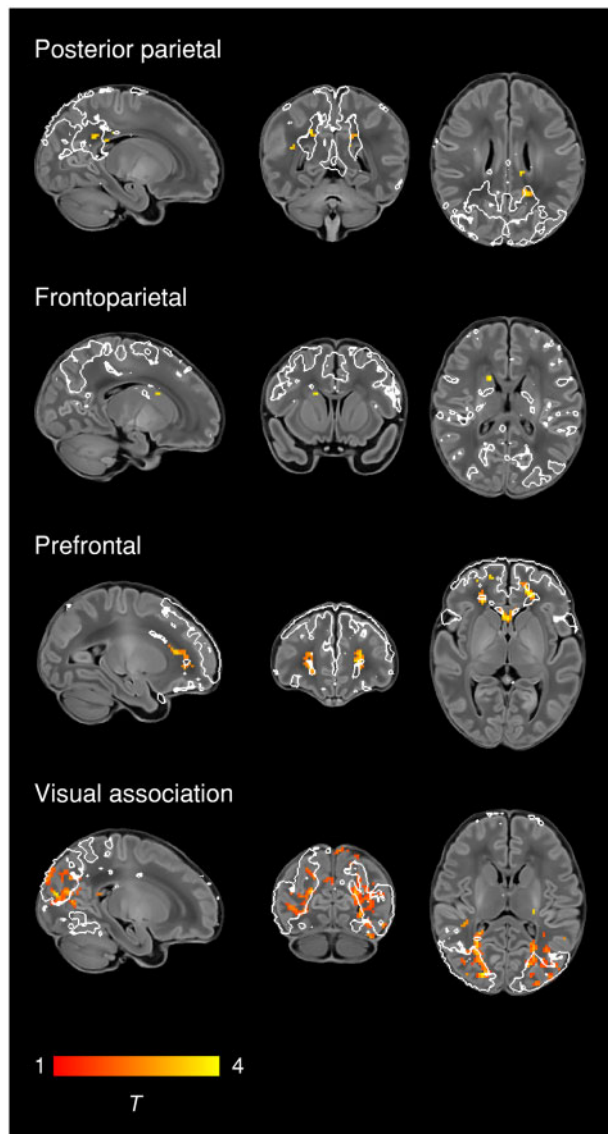 Posterior parietal
Frontoparietal
Prefrontal
Visual association
1 4
T